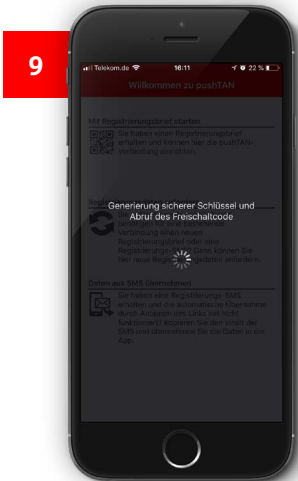 9
Telekom.de 16:11 22 %
Willkommen zu pushTAN
Mit Registrierungsbrief starten
Sie haben einen Registrierungsbrief
erhalten und können hier die pushTAN-
Verbindung einrichten.
Generierung sicherer Schlüssel und
Abruf des Freischaltcode
Verbindung einen neuen
Registrierungsbrief oder eine
Daten aus SMS übernehmen
Sie haben eine Registrierungs-SMS
erhalten und die automatische Übernahme
durch Antippen des Links hat nicht
funktioniert? Kopieren Sie den Inhalt der
SMS und übernehmen Sie die Daten in die
App.